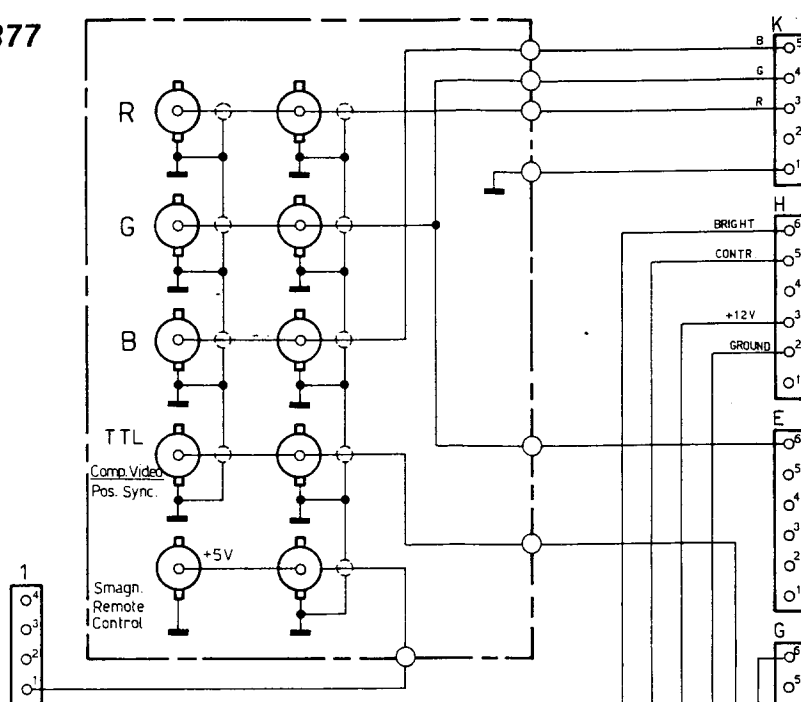 877
K
B
5
G
4
R
3
2
1
R
G
B
TTL
Comp. Video
Pos. Sync.
+5V
Smagn.
Remote
Control
H
BRIGHT
6
CONTR
5
4
+12V
3
GROUND
2
1
E
6
5
4
3
2
1
G
6
5
1
4
3
2
1